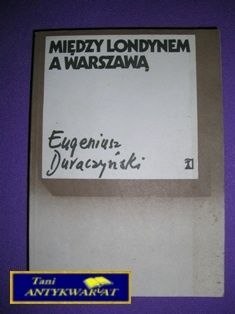 MIĘDZY LONDYNEM
A WARSZAWĄ
Eugeniusz
Duraczyński
Tani
ANTYKWARIAT